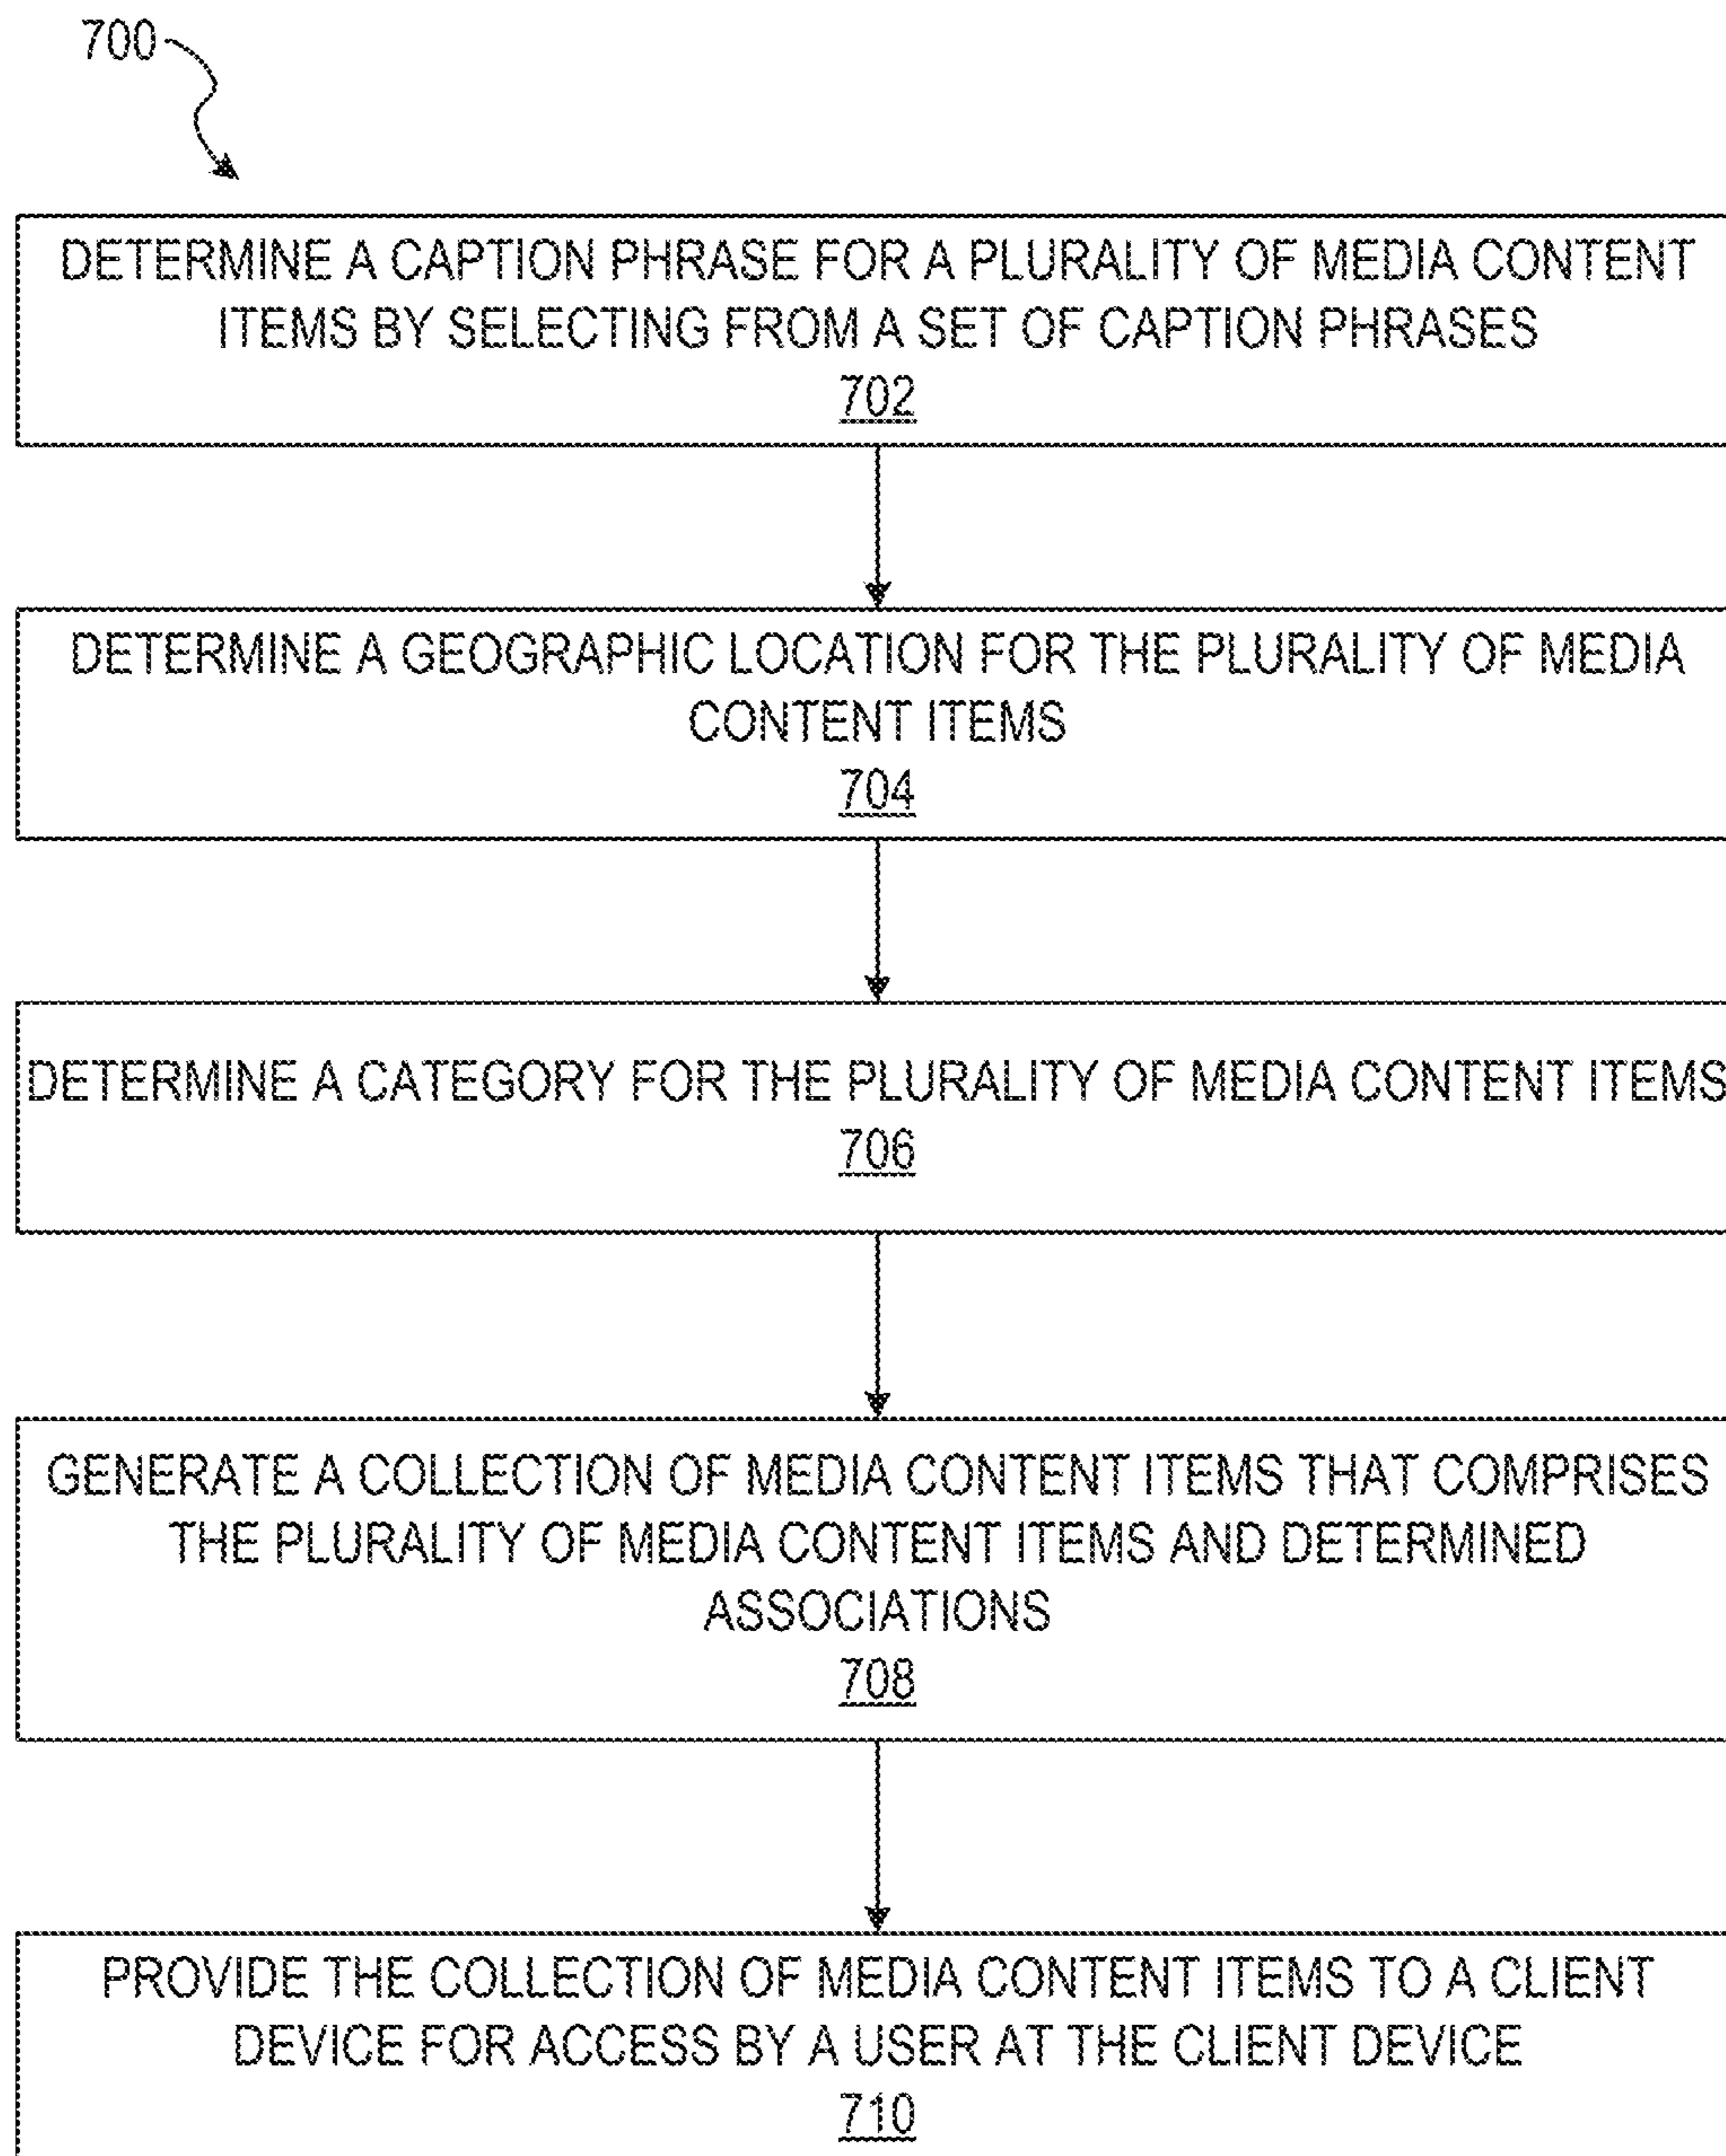 700
DETERMINE A CAPTION PHRASE FOR A PLURALITY OF MEDIA CONTENT
ITEMS BY SELECTING FROM A SET OF CAPTION PHRASES
702
DETERMINE A GEOGRAPHIC LOCATION FOR THE PLURALITY OF MEDIA
CONTENT ITEMS
704
DETERMINE A CATEGORY FOR THE PLURALITY OF MEDIA CONTENT ITEMS
706
GENERATE A COLLECTION OF MEDIA CONTENT ITEMS THAT COMPRISES
THE PLURALITY OF MEDIA CONTENT ITEMS AND DETERMINED
ASSOCIATIONS
708
PROVIDE THE COLLECTION OF MEDIA CONTENT ITEMS TO A CLIENT
DEVICE FOR ACCESS BY A USER AT THE CLIENT DEVICE
710